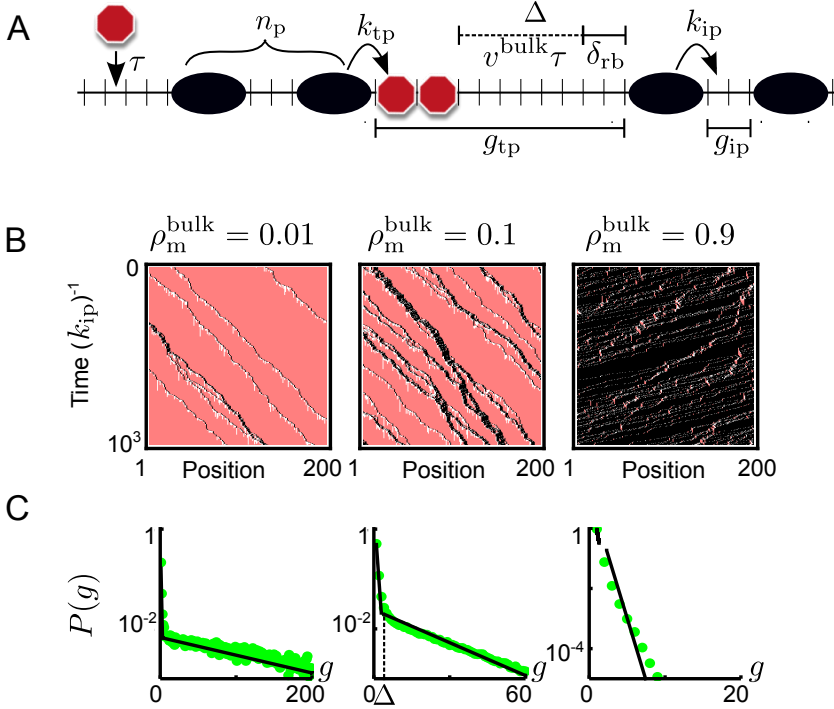 A
n_p
k_tp
Δ
k_ip
τ
v^bulk τ
δ_rb
g_tp
g_ip
B
ρ_m^bulk = 0.01
ρ_m^bulk = 0.1
ρ_m^bulk = 0.9
0
Time (k_ip)^-1
10^3
1 Position 200
1 Position 200
1 Position 200
C
1
1
1
P(g)
10^-2
10^-2
10^-4
g
g
g
0 200
0 Δ 60
0 20